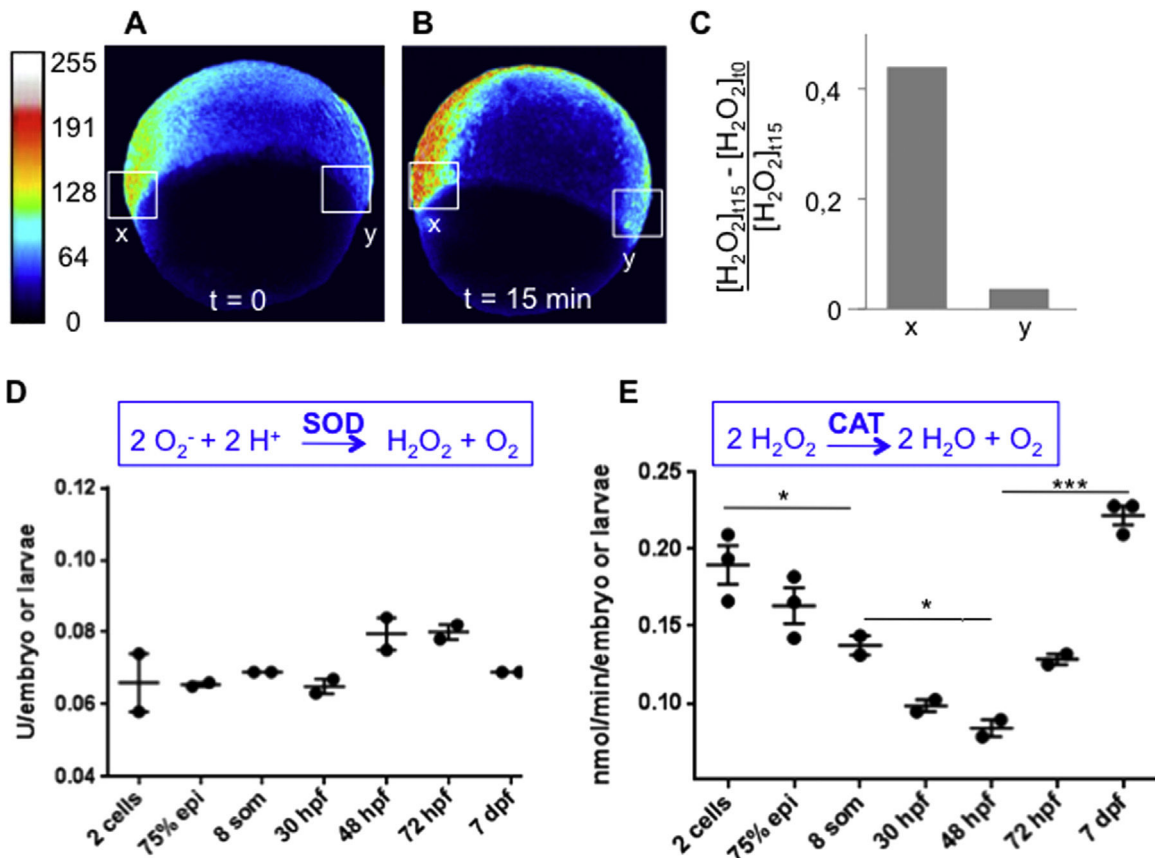 A
B
C
255
191
128
64
0
x
y
t = 0
x
y
t = 15 min
[H₂O₂]t15 - [H₂O₂]t0
[H₂O₂]t15
0,4
0,2
0
x
y
D
2 O₂⁻ + 2 H⁺ SOD → H₂O₂ + O₂
U/embryo or larvae
0.12
0.10
0.08
0.06
0.04
2 cells
75% epi
8 som
30 hpf
48 hpf
72 hpf
7 dpf
E
2 H₂O₂ CAT → 2 H₂O + O₂
nmol/min/embryo or larvae
0.25
0.20
0.15
0.10
*
*
***
2 cells
75% epi
8 som
30 hpf
48 hpf
72 hpf
7 dpf